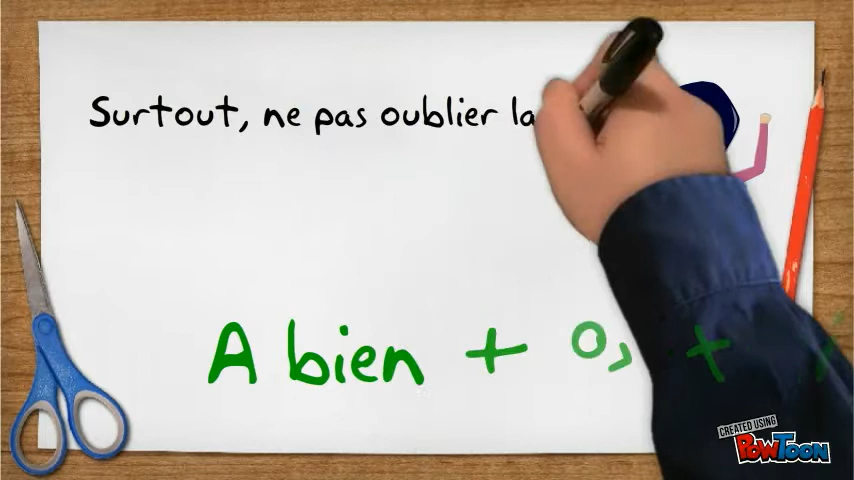 Surtout, ne pas oublier la
A bien + o, +
CREATED USING
POWTOON